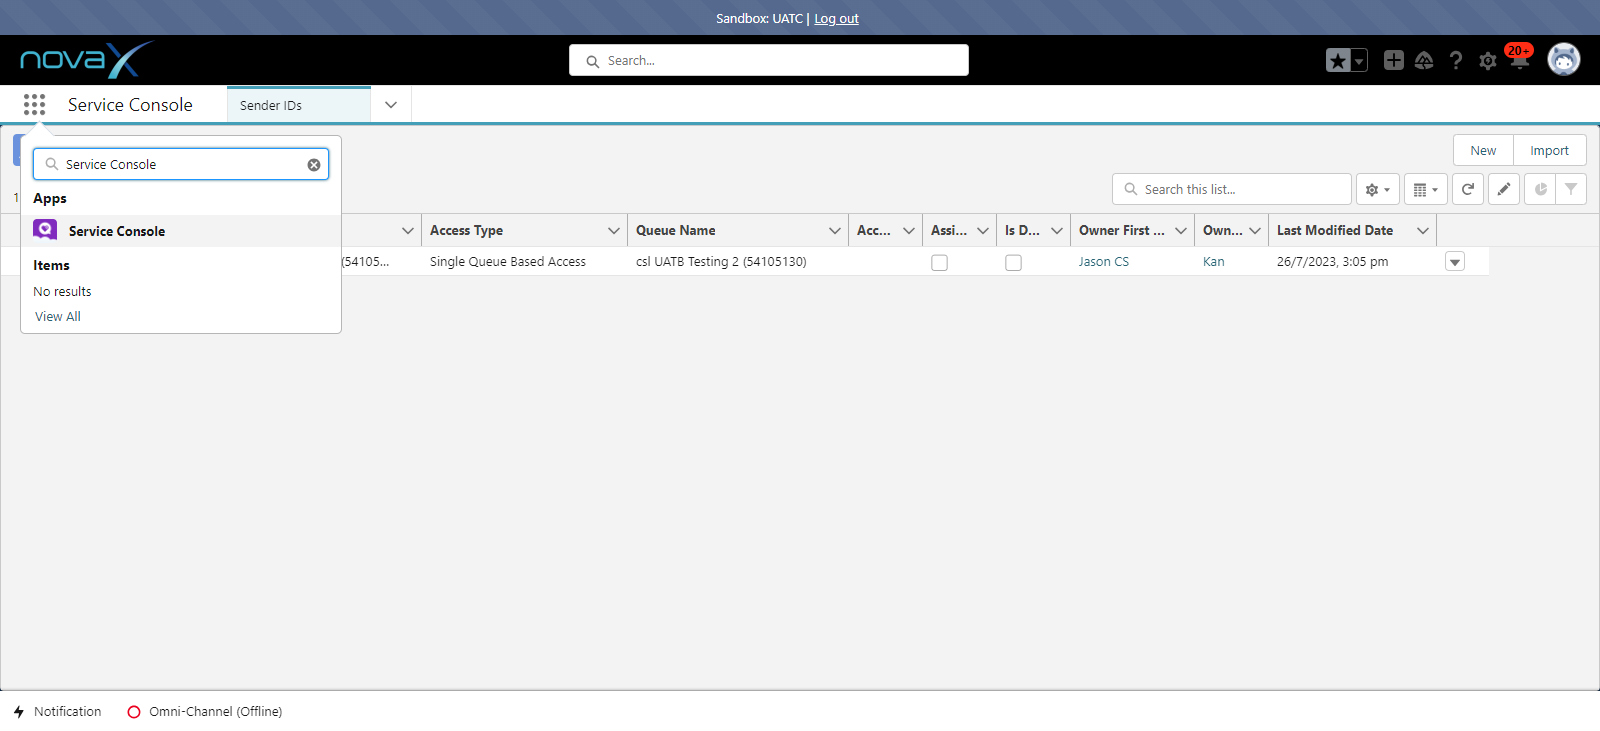 Sandbox: UATC | Log out
novaX
Search...
20+
Service Console
Sender IDs
Service Console
New
Import
1
Search this list...
Apps
Service Console
Access Type
Queue Name
Acc...
Assi...
Is D...
Owner First ...
Own...
Last Modified Date
(54105...
Single Queue Based Access
csl UATB Testing 2 (54105130)
Jason CS
Kan
26/7/2023, 3:05 pm
Items
No results
View All
Notification
Omni-Channel (Offline)